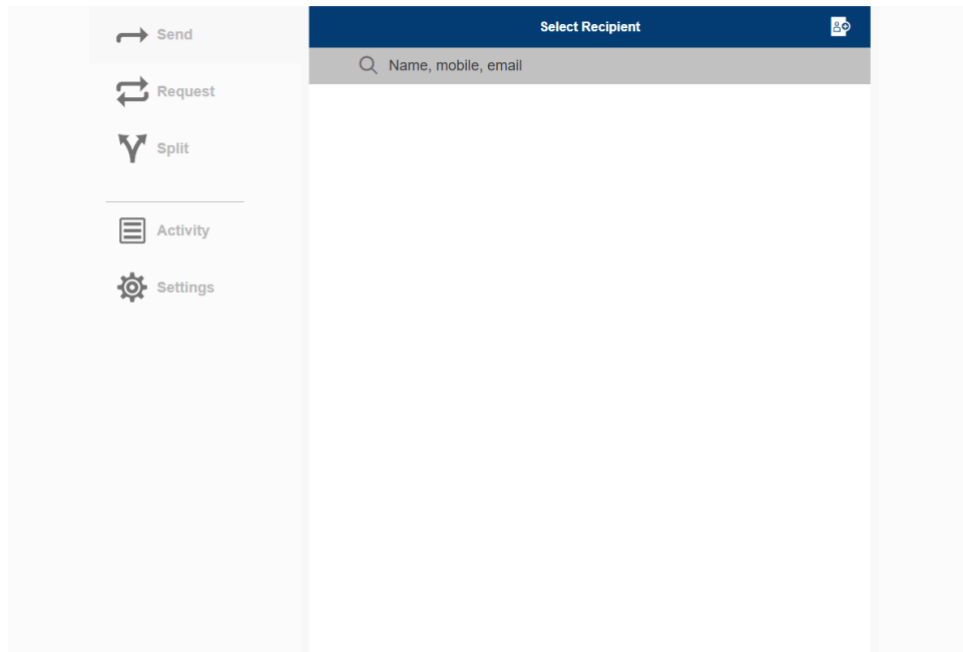 Send
Request
Split
Activity
Settings
Select Recipient
Name, mobile, email